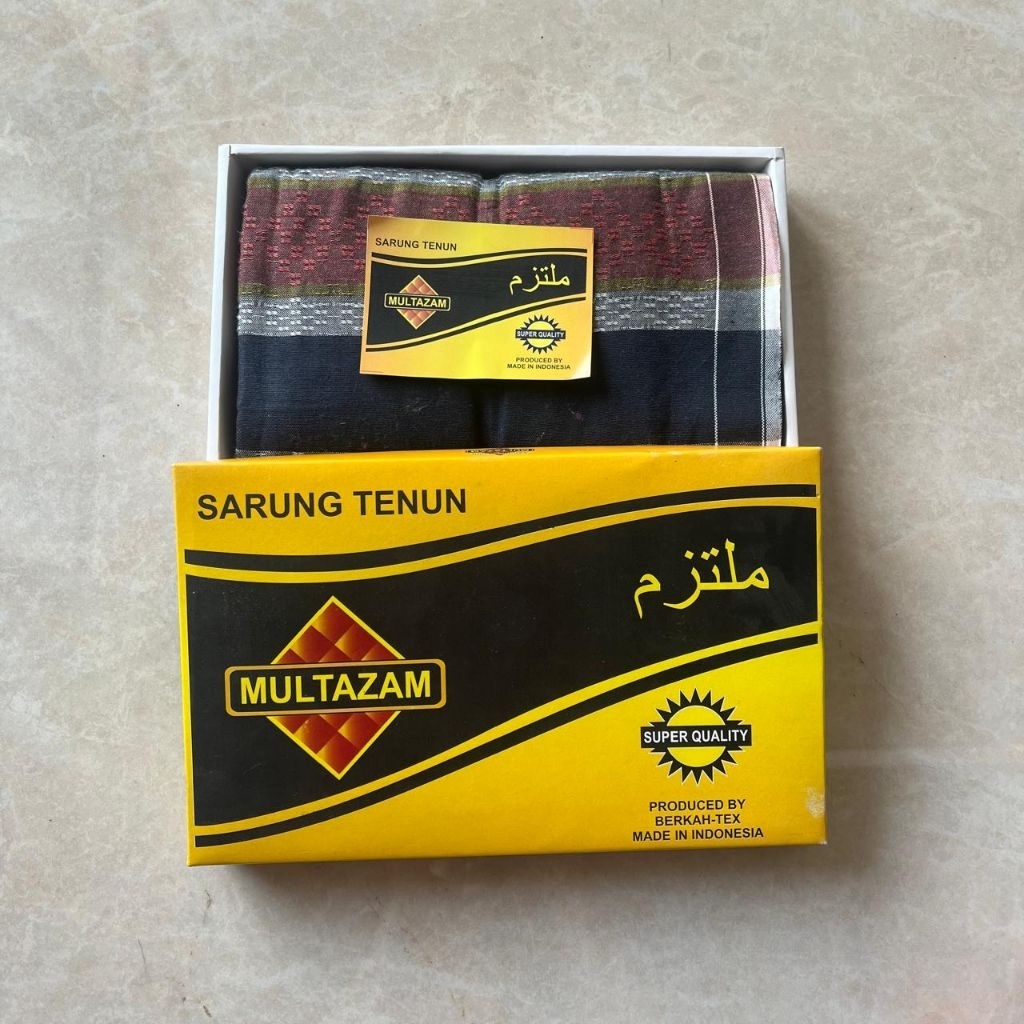 SARUNG TENUN
ملتزم
MULTAZAM
SUPER QUALITY
PRODUCED BY
MADE IN INDONESIA
SARUNG TENUN
ملتزم
MULTAZAM
SUPER QUALITY
PRODUCED BY
BERKAH-TEX
MADE IN INDONESIA